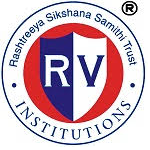 Rashtreeya Sikshana Samithi Trust
®
RV
INSTITUTIONS